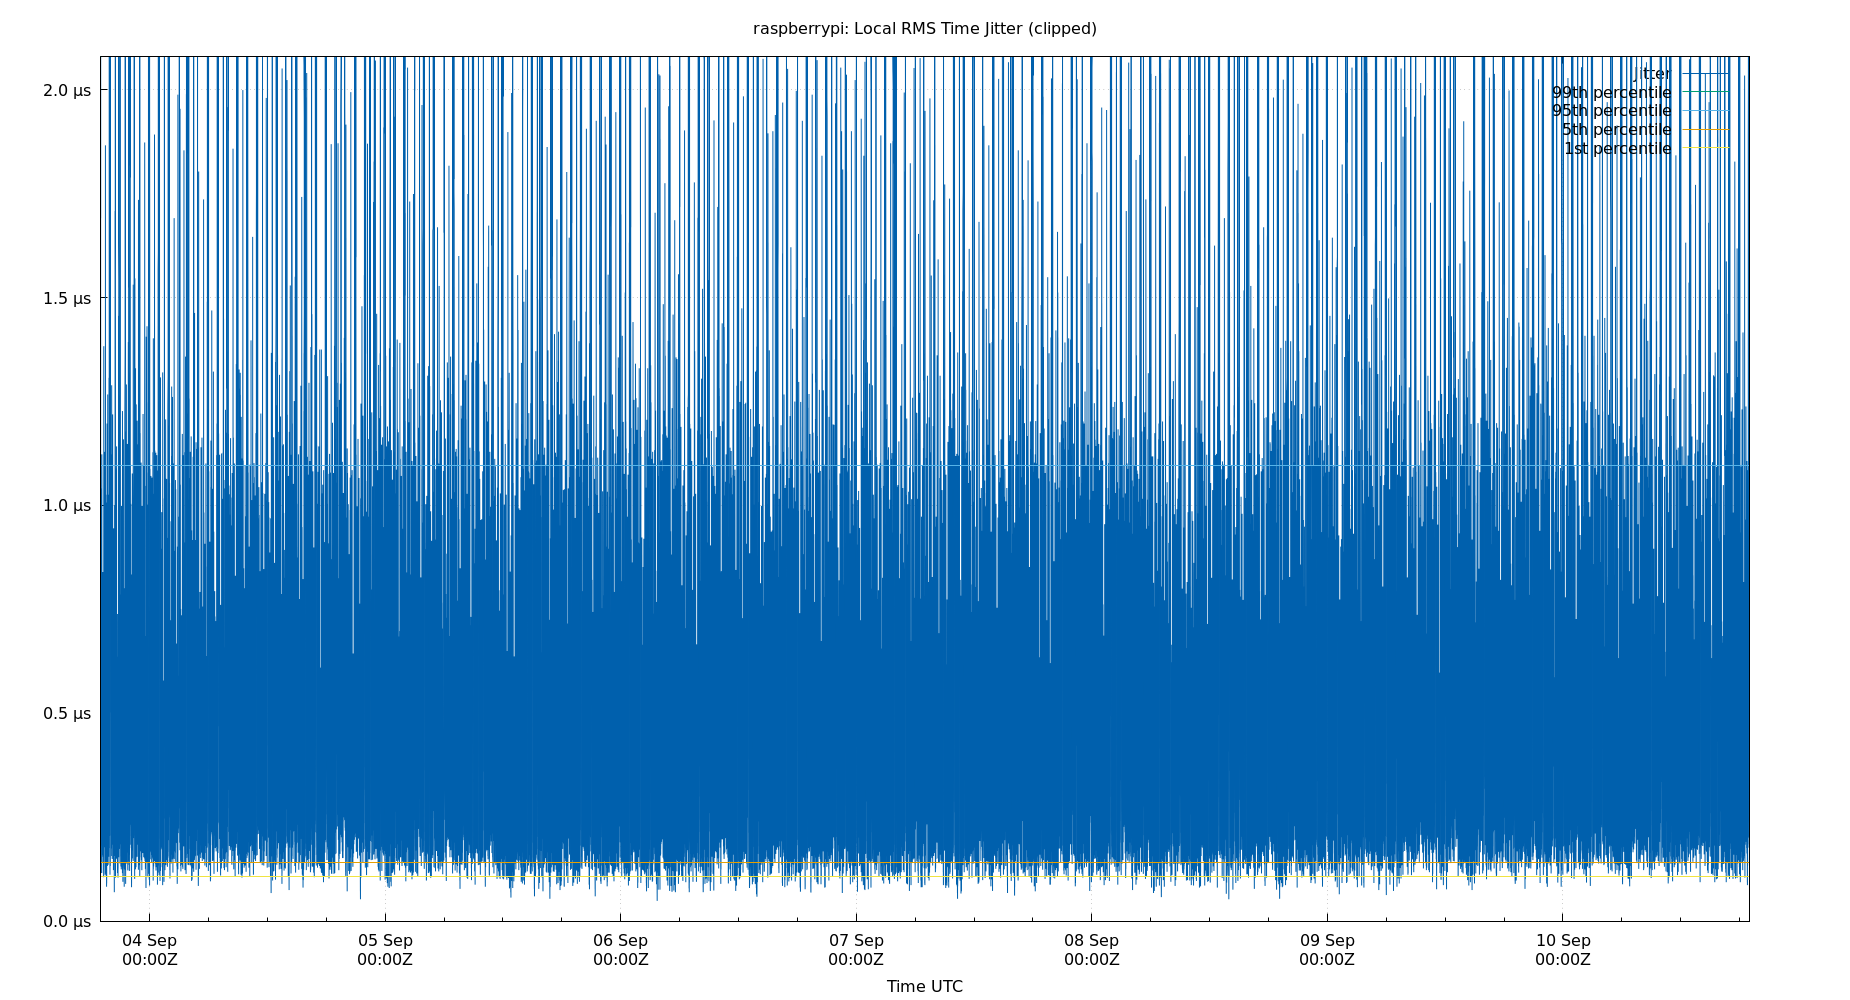 raspberrypi: Local RMS Time Jitter (clipped)
2.0 µs
1.5 µs
1.0 µs
0.5 µs
0.0 µs
jitter
99th percentile
95th percentile
5th percentile
1st percentile
04 Sep
00:00Z
05 Sep
00:00Z
06 Sep
00:00Z
07 Sep
00:00Z
08 Sep
00:00Z
09 Sep
00:00Z
10 Sep
00:00Z
Time UTC